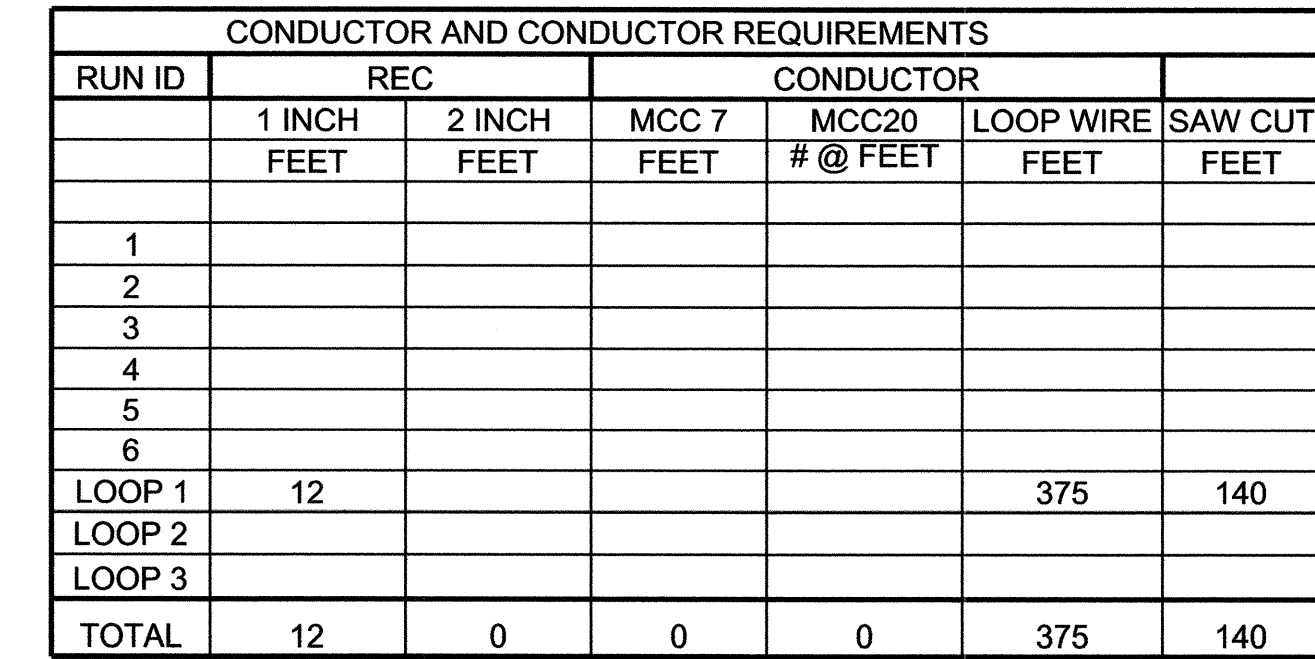 CONDUCTOR AND CONDUCTOR REQUIREMENTS
RUN ID REC CONDUCTOR
1 INCH 2 INCH MCC 7 MCC20 LOOP WIRE SAW CUT
FEET FEET FEET # @ FEET FEET FEET
1
2
3
4
5
6
LOOP 1 12 375 140
LOOP 2
LOOP 3
TOTAL 12 0 0 0 375 140